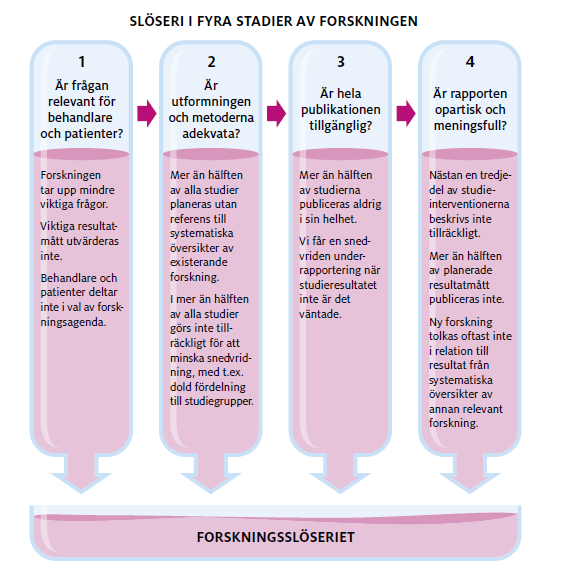 SLÖSERI I FYRA STADIER AV FORSKNINGEN
1
Är frågan
relevant för
behandlare
och patienter?
Forskningen
tar upp mindre
viktiga frågor.
Viktiga resultat-
mått utvärderas
inte.
Behandlare och
patienter deltar
inte i val av forsk-
ningsagenda.
2
Är
utformningen
och metoderna
adekvata?
Mer än hälften
av alla studier
planeras utan
referens till
systematiska
översikter av
existerande
forskning.
I mer än hälften
av alla studier
görs inte till-
räckligt för att
minska snedvrid-
ning, med t.ex.
dold fördelning
till studiegrupper.
3
Är hela
publikationen
tillgänglig?
Mer än hälften
av studierna
publiceras aldrig
i sin helhet.
Vi får en sned-
vriden under-
rapportering när
studieresultatet
inte är det
väntade.
4
Är rapporten
opartisk och
meningsfull?
Nästan en tredje-
del av studie-
interventionerna
beskrivs inte
tillräckligt.
Mer än hälften
av planerade
resultatmått
publiceras inte.
Ny forskning
tolkas oftast inte
i relation till
resultat från
systematiska
översikter av
annan relevant
forskning.
FORSKNINGSSLÖSERIET